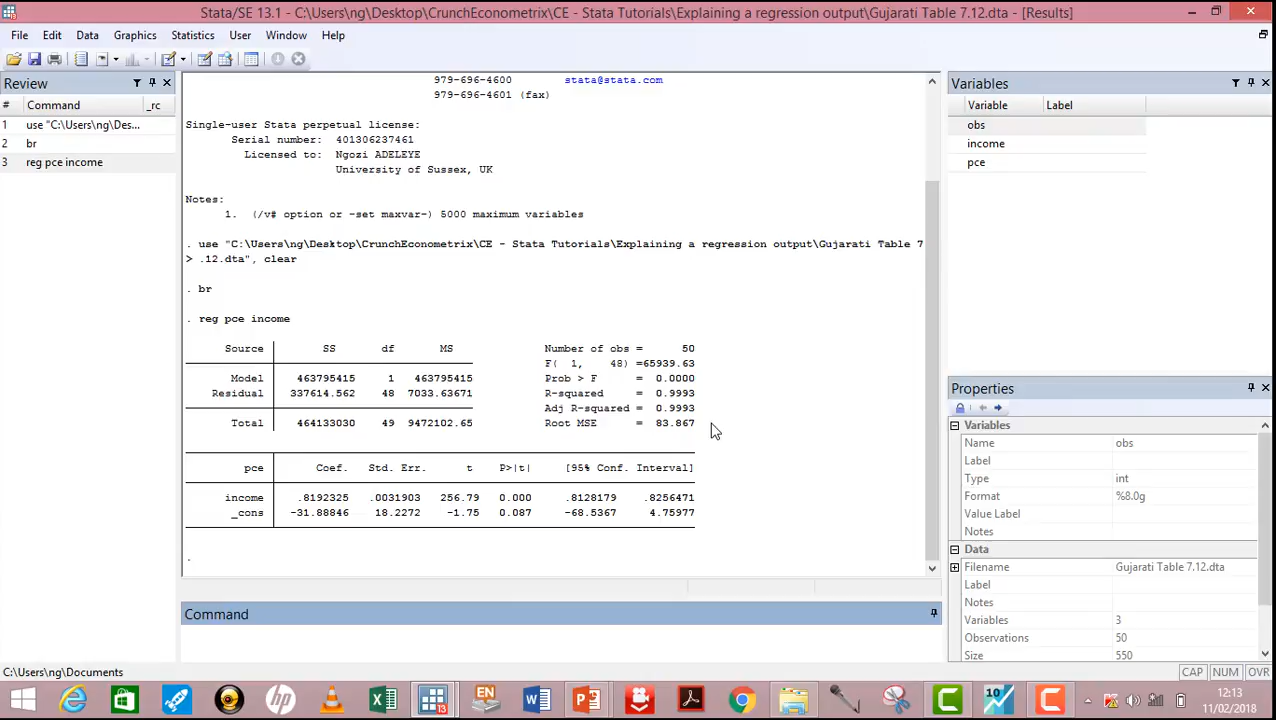 Stata/SE 13.1 - C:\Users\ng\Desktop\CrunchEconometrix\CE - Stata Tutorials\Explaining a regression output\Gujarati Table 7.12.dta - [Results]
File Edit Data Graphics Statistics User Window Help
Review
# Command _rc
1 use "C:\Users\ng\Des...
2 br
3 reg pce income
979-696-4600 stata@stata.com
979-696-4601 (fax)
Single-user Stata perpetual license:
Serial number: 401306237461
Licensed to: Ngozi ADELEYE
University of Sussex, UK
Notes:
1. (/v# option or -set maxvar-) 5000 maximum variables
. use "C:\Users\ng\Desktop\CrunchEconometrix\CE - Stata Tutorials\Explaining a regression output\Gujarati Table 7
> .12.dta", clear
. br
. reg pce income
Source SS df MS Number of obs = 50
F( 1, 48) =65939.63
Model 463795415 1 463795415 Prob > F = 0.0000
Residual 337614.562 48 7033.63671 R-squared = 0.9993
Adj R-squared = 0.9993
Total 464133030 49 9472102.65 Root MSE = 83.867
pce Coef. Std. Err. t P>|t| [95% Conf. Interval]
income .8192325 .0031903 256.79 0.000 .8128179 .8256471
_cons -31.88846 18.2272 -1.75 0.087 -68.5367 4.75977
.
Command
C:\Users\ng\Documents
Variables
Variable Label
obs
income
pce
Properties
Variables
Name obs
Label
Type int
Format %8.0g
Value Label
Notes
Data
Filename Gujarati Table 7.12.dta
Label
Notes
Variables 3
Observations 50
Size 550
CAP NUM OVR
13
EN
10
12:13
11/02/2018